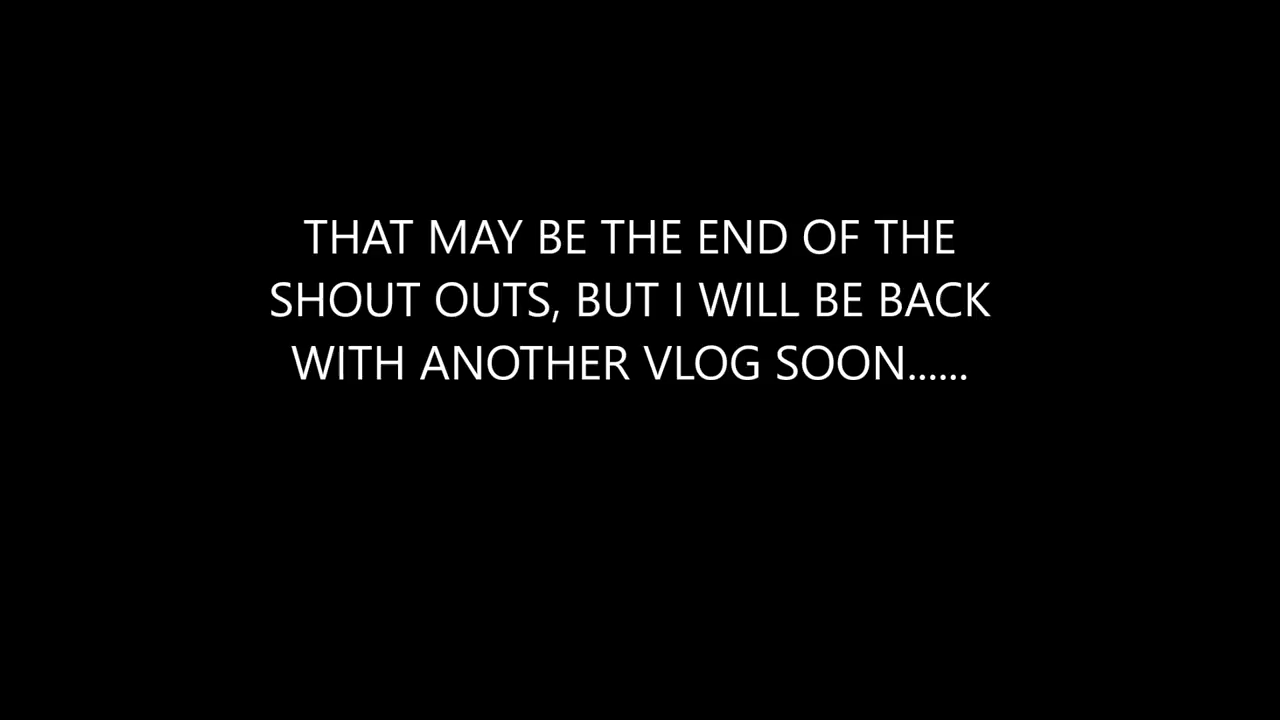 THAT MAY BE THE END OF THE
SHOUT OUTS, BUT I WILL BE BACK
WITH ANOTHER VLOG SOON......